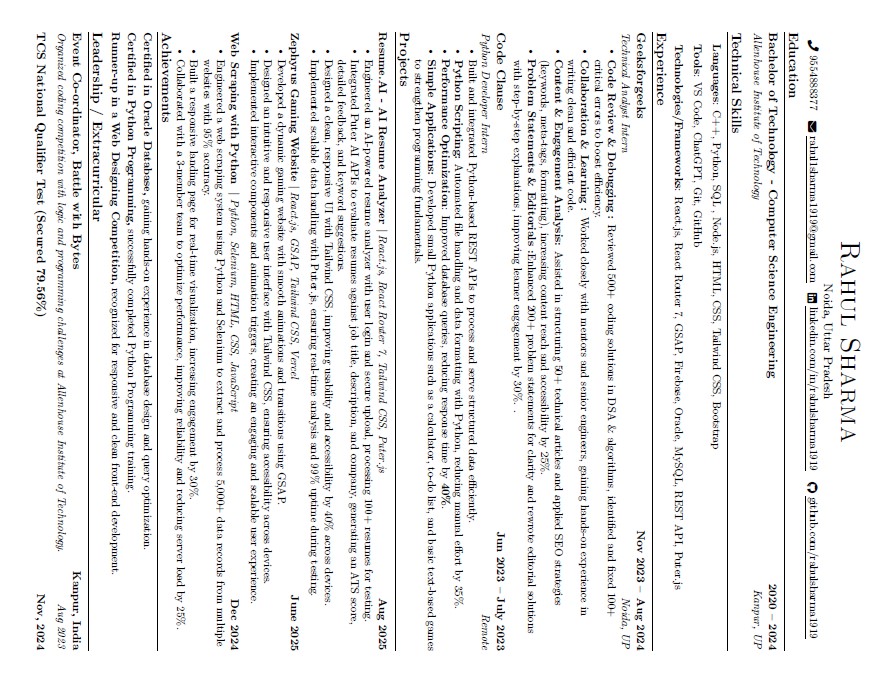 Rahul Sharma
Noida, Uttar Pradesh
9554888377 rahul1sharma1919@gmail.com linkedin.com/in/rahulsharma1919 github.com/rahulsharma1919
Education
Bachelor of Technology - Computer Science Engineering 2020 – 2024
Allenhouse Institute of Technology Kanpur, UP
Technical Skills
Languages: C++, Python, SQL , Node.js, HTML, CSS, Tailwind CSS, Bootstrap
Tools: VS Code, ChatGPT, Git, GitHub
Technologies/Frameworks: React.js, React Router 7, GSAP, Firebase, Oracle, MySQL, REST API, Puter.js
Experience
Geeksforgeeks Nov 2023 – Aug 2024
Technical Analyst Intern Noida, UP
• Code Review & Debugging : Reviewed 500+ coding solutions in DSA & algorithms, identified and fixed 100+
critical errors to boost efficiency.
• Collaboration & Learning : Worked closely with mentors and senior engineers, gaining hands-on experience in
writing clean and efficient code.
• Content & Engagement Analysis: Assisted in structuring 50+ technical articles and applied SEO strategies
(keywords, meta-tags, formatting), increasing content reach and accessibility by 25%.
• Problem Statements & Editorials :Enhanced 200+ problem statements for clarity and rewrote editorial solutions
with step-by-step explanations, improving learner engagement by 30%. .
Code Clause Jun 2023 – July 2023
Python Developer Intern Remote
• Built and integrated Python-based REST APIs to process and serve structured data efficiently.
• Python Scripting: Automated file handling and data formatting with Python, reducing manual effort by 35%.
• Performance Optimization: Improved database queries, reducing response time by 40%.
• Simple Applications: Developed small Python applications such as a calculator, to-do list, and basic text-based games
to strengthen programming fundamentals.
Projects
Resume.AI - AI Resume Analyzer | React.js, React Router 7, Tailwind CSS, Puter.js Aug 2025
• Engineered an AI-powered resume analyzer with user login and secure upload, processing 100+ resumes for testing.
• Integrated Puter AI APIs to evaluate resumes against job title, description, and company, generating an ATS score,
detailed feedback, and keyword suggestions.
• Designed a clean, responsive UI with Tailwind CSS, improving usability and accessibility by 40% across devices.
• Implemented scalable data handling with Puter.js, ensuring real-time analysis and 99% uptime during testing.
Zephyrus Gaming Website | React.js, GSAP, Tailwind CSS, Vercel June 2025
• Developed a dynamic gaming website with smooth animations and transitions using GSAP.
• Designed an intuitive and responsive user interface with Tailwind CSS, ensuring accessibility across devices.
• Implemented interactive components and animation triggers, creating an engaging and scalable user experience.
Web Scraping with Python | Python, Selenium, HTML, CSS, JavaScript Dec 2024
• Engineered a web scraping system using Python and Selenium to extract and process 5,000+ data records from multiple
websites with 95% accuracy.
• Built a responsive landing page for real-time visualization, increasing engagement by 30%.
• Collaborated with a 3-member team to optimize performance, improving reliability and reducing server load by 25%.
Achievements
Certified in Oracle Database, gaining hands-on experience in database design and query optimization.
Certified in Python Programming, successfully completed Python Programming training.
Runner-up in a Web Designing Competition, recognized for responsive and clean front-end development.
Leadership / Extracurricular
Event Co-ordinator, Battle with Bytes Kanpur, India
Organized coding competition with logic and programming challenges at Allenhouse Institute of Technology. Aug 2023
TCS National Qualifier Test (Secured 79.56%) Nov, 2024